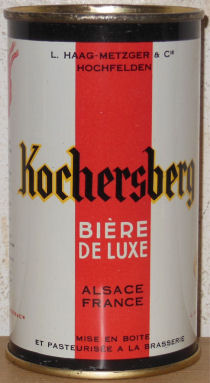 L. HAAG-METZGER & Cie
HOCHFELDEN
Kochersberg
BIÈRE
DE LUXE
ALSACE
FRANCE
MISE EN BOITE
ET PASTEURISÉE A LA BRASSERIE